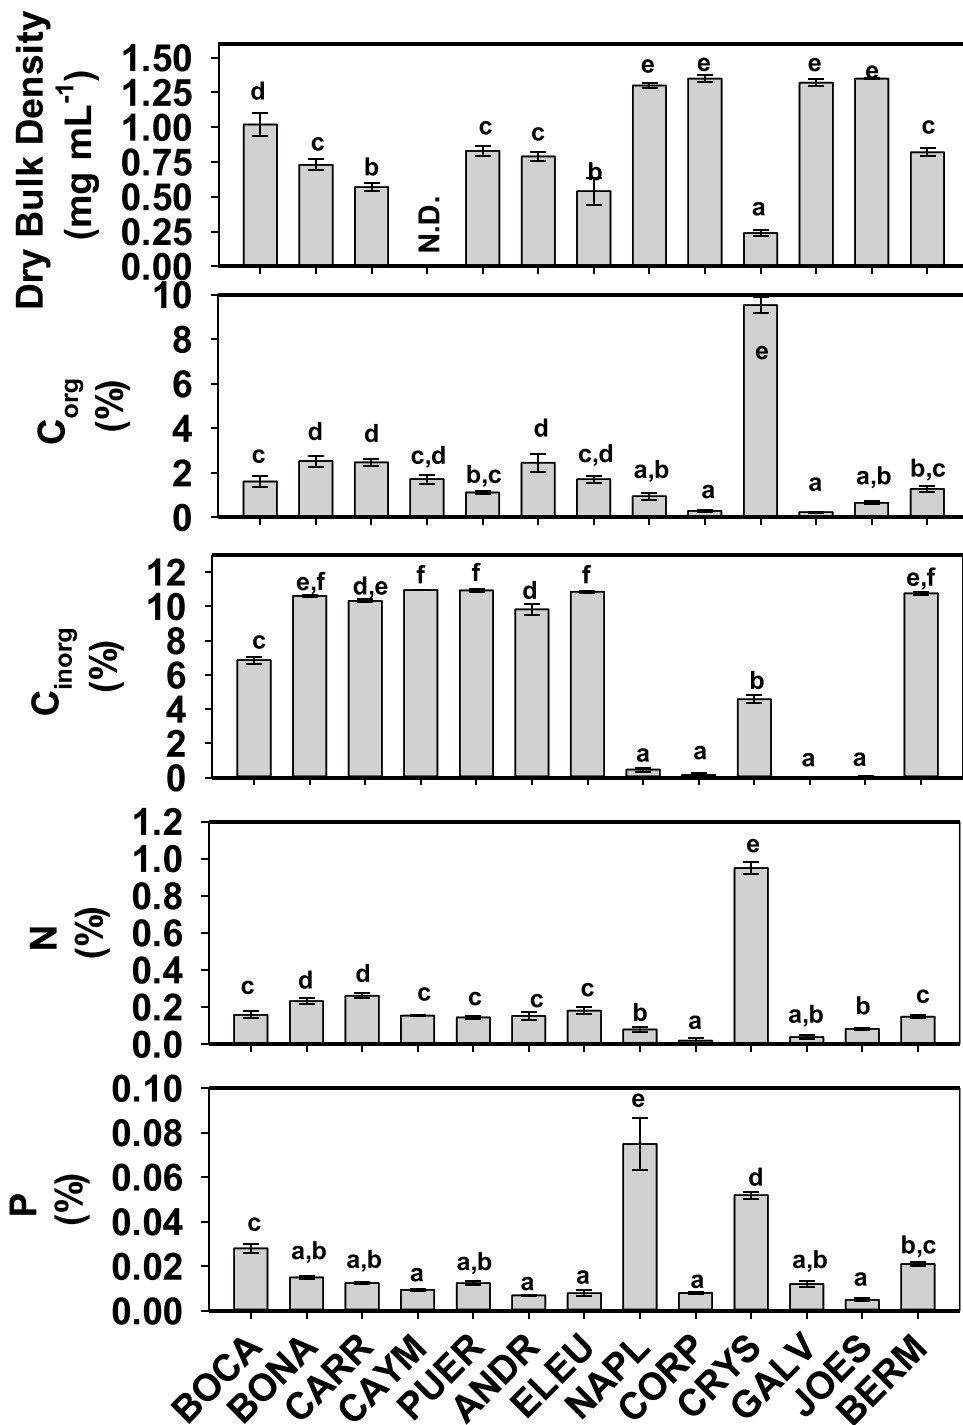 Dry Bulk Density
(mg mL-1)
1.50
1.25
1.00
0.75
0.50
0.25
0.00
d
c
b
N.D.
c
c
b
e
e
a
e
e
c
Corg
(%)
10
8
6
4
2
0
c
d
d
c,d
b,c
d
c,d
a,b
a
e
a
a,b
b,c
Cinorg
(%)
12
10
8
6
4
2
0
c
e,f
d,e
f
f
d
f
a
a
b
a
a
e,f
N
(%)
1.2
1.0
0.8
0.6
0.4
0.2
0.0
c
d
d
c
c
c
c
b
a
e
a,b
b
c
P
(%)
0.10
0.08
0.06
0.04
0.02
0.00
c
a,b
a,b
a
a,b
a
a
e
a
d
a,b
a
b,c
BOCA
BONA
CARR
CAYM
PUER
ANDR
ELEU
NAPL
CORP
CRYS
GALV
JOES
BERM